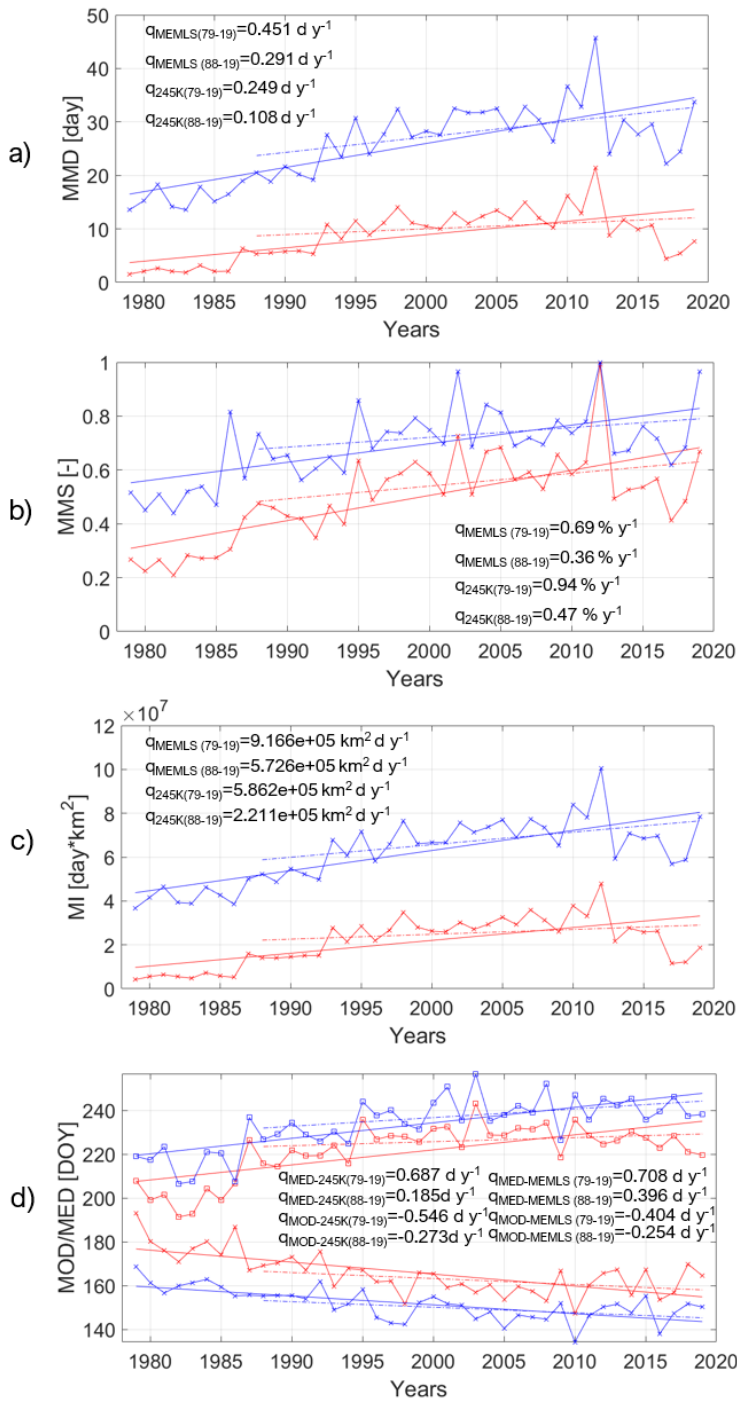 a)
MMD [day]
50
40
30
20
10
0
qMEMLS(79-19)=0.451 d y-1
qMEMLS (88-19)=0.291 d y-1
q245K(79-19)=0.249 d y-1
q245K(88-19)=0.108 d y-1
1980 1985 1990 1995 2000 2005 2010 2015 2020
Years
b)
MMS [-]
1
0.8
0.6
0.4
0.2
0
qMEMLS (79-19)=0.69 % y-1
qMEMLS (88-19)=0.36 % y-1
q245K(79-19)=0.94 % y-1
q245K(88-19)=0.47 % y-1
1980 1985 1990 1995 2000 2005 2010 2015 2020
Years
c)
MI [day*km2]
×107
12
10
8
6
4
2
0
qMEMLS (79-19)=9.166e+05 km2 d y-1
qMEMLS (88-19)=5.726e+05 km2 d y-1
q245K(79-19)=5.862e+05 km2 d y-1
q245K(88-19)=2.211e+05 km2 d y-1
1980 1985 1990 1995 2000 2005 2010 2015 2020
Years
d)
MOD/MED [DOY]
240
220
200
180
160
140
qMED-245K(79-19)=0.687 d y-1 qMED-MEMLS (79-19)=0.708 d y-1
qMED-245K(88-19)=0.185d y-1 qMED-MEMLS (88-19)=0.396 d y-1
qMOD-245K(79-19)=-0.546 d y-1 qMOD-MEMLS (79-19)=-0.404 d y-1
qMOD-245K(88-19)=-0.273d y-1 qMOD-MEMLS (88-19)=-0.254 d y-1
1980 1985 1990 1995 2000 2005 2010 2015 2020
Years